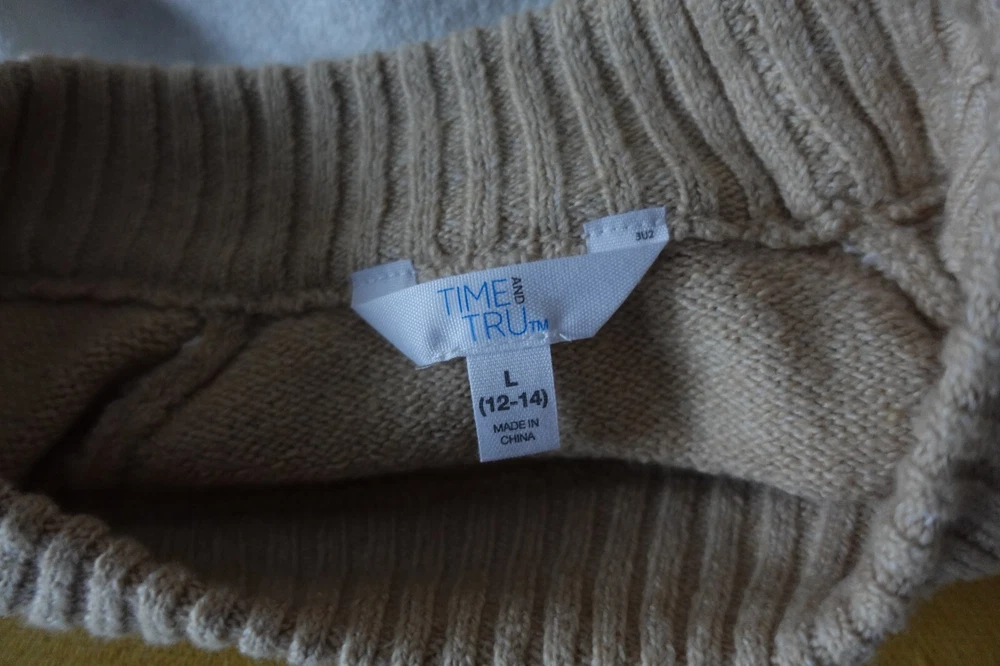 3U2
TIME AND
TRU™
L
(12-14)
MADE IN
CHINA